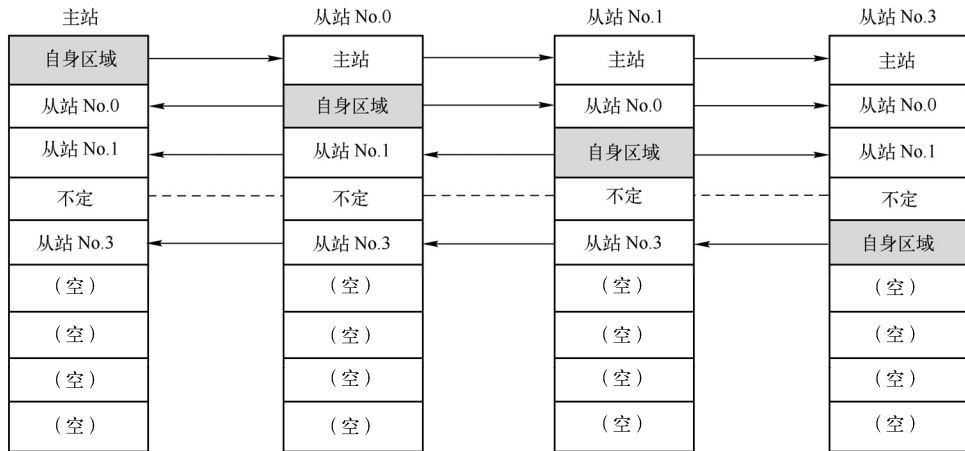 主站 从站 No.0 从站 No.1 从站 No.3
自身区域 主站 主站 主站
从站 No.0 自身区域 从站 No.0 从站 No.0
从站 No.1 从站 No.1 自身区域 从站 No.1
不定 不定 不定 不定
从站 No.3 从站 No.3 从站 No.3 自身区域
（空） （空） （空） （空）
（空） （空） （空） （空）
（空） （空） （空） （空）
（空） （空） （空） （空）